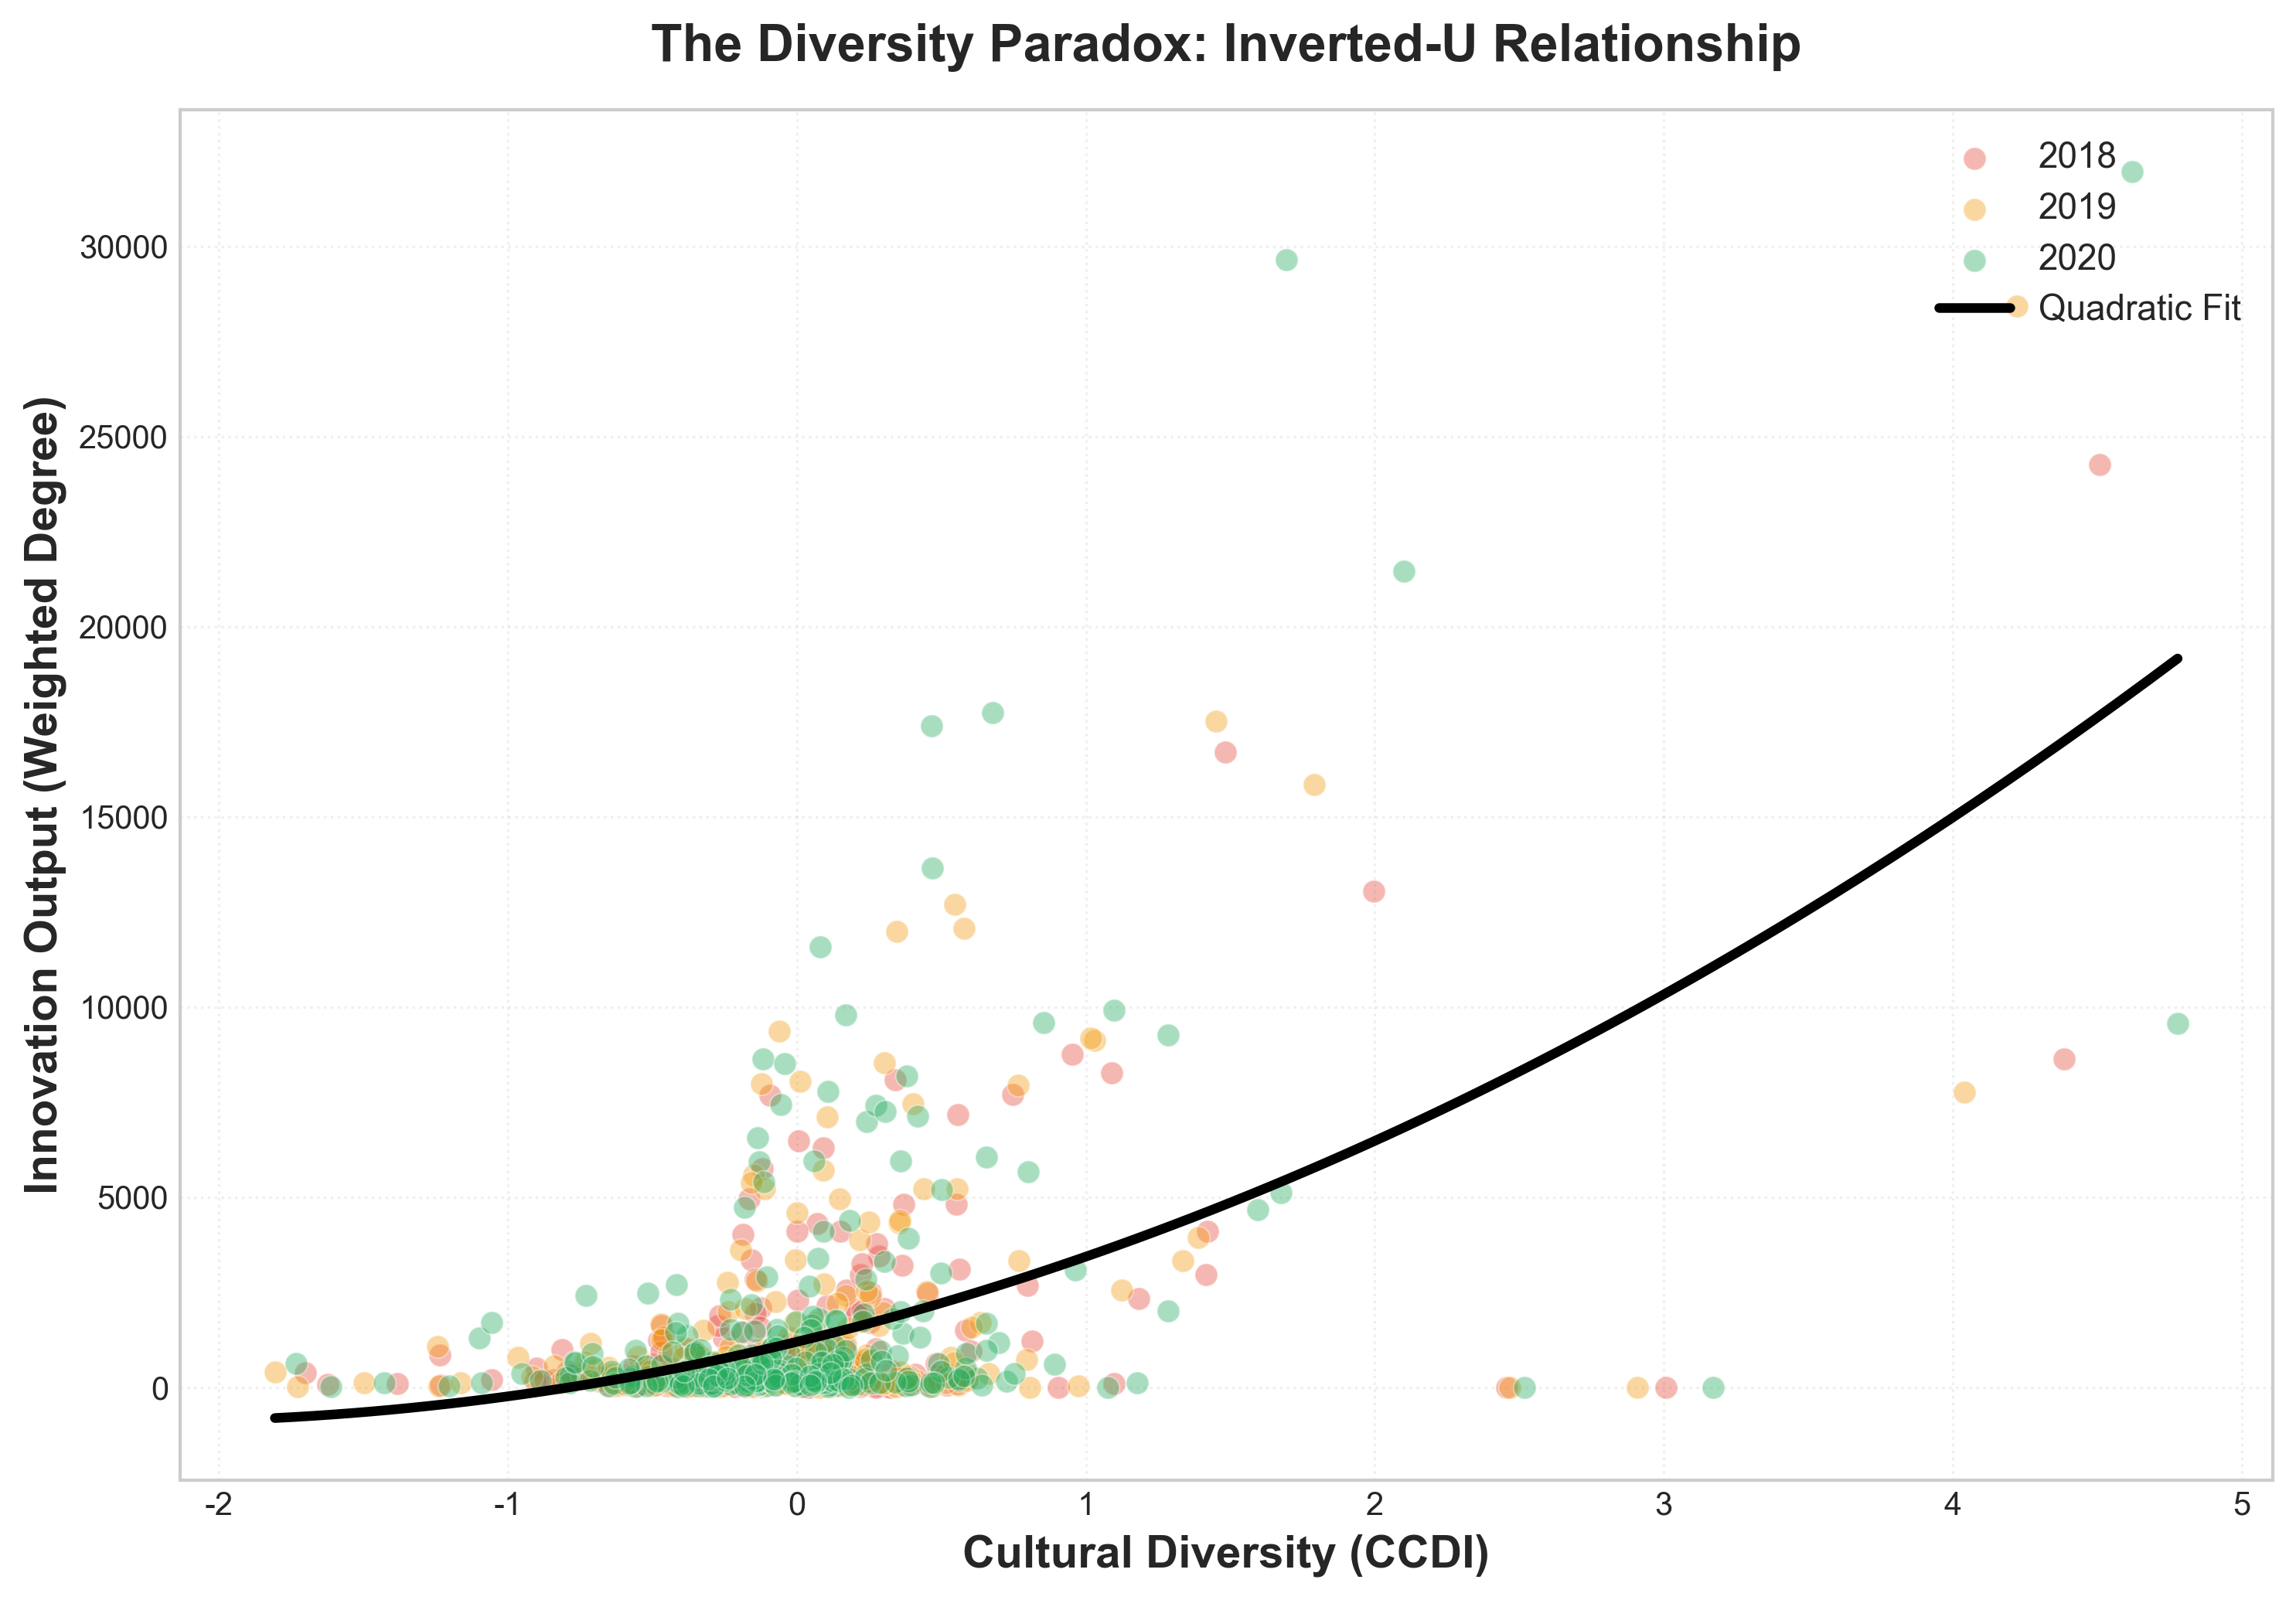 The Diversity Paradox: Inverted-U Relationship
2018
2019
2020
Quadratic Fit
30000
25000
20000
15000
10000
5000
0
Innovation Output (Weighted Degree)
-2 -1 0 1 2 3 4 5
Cultural Diversity (CCDI)